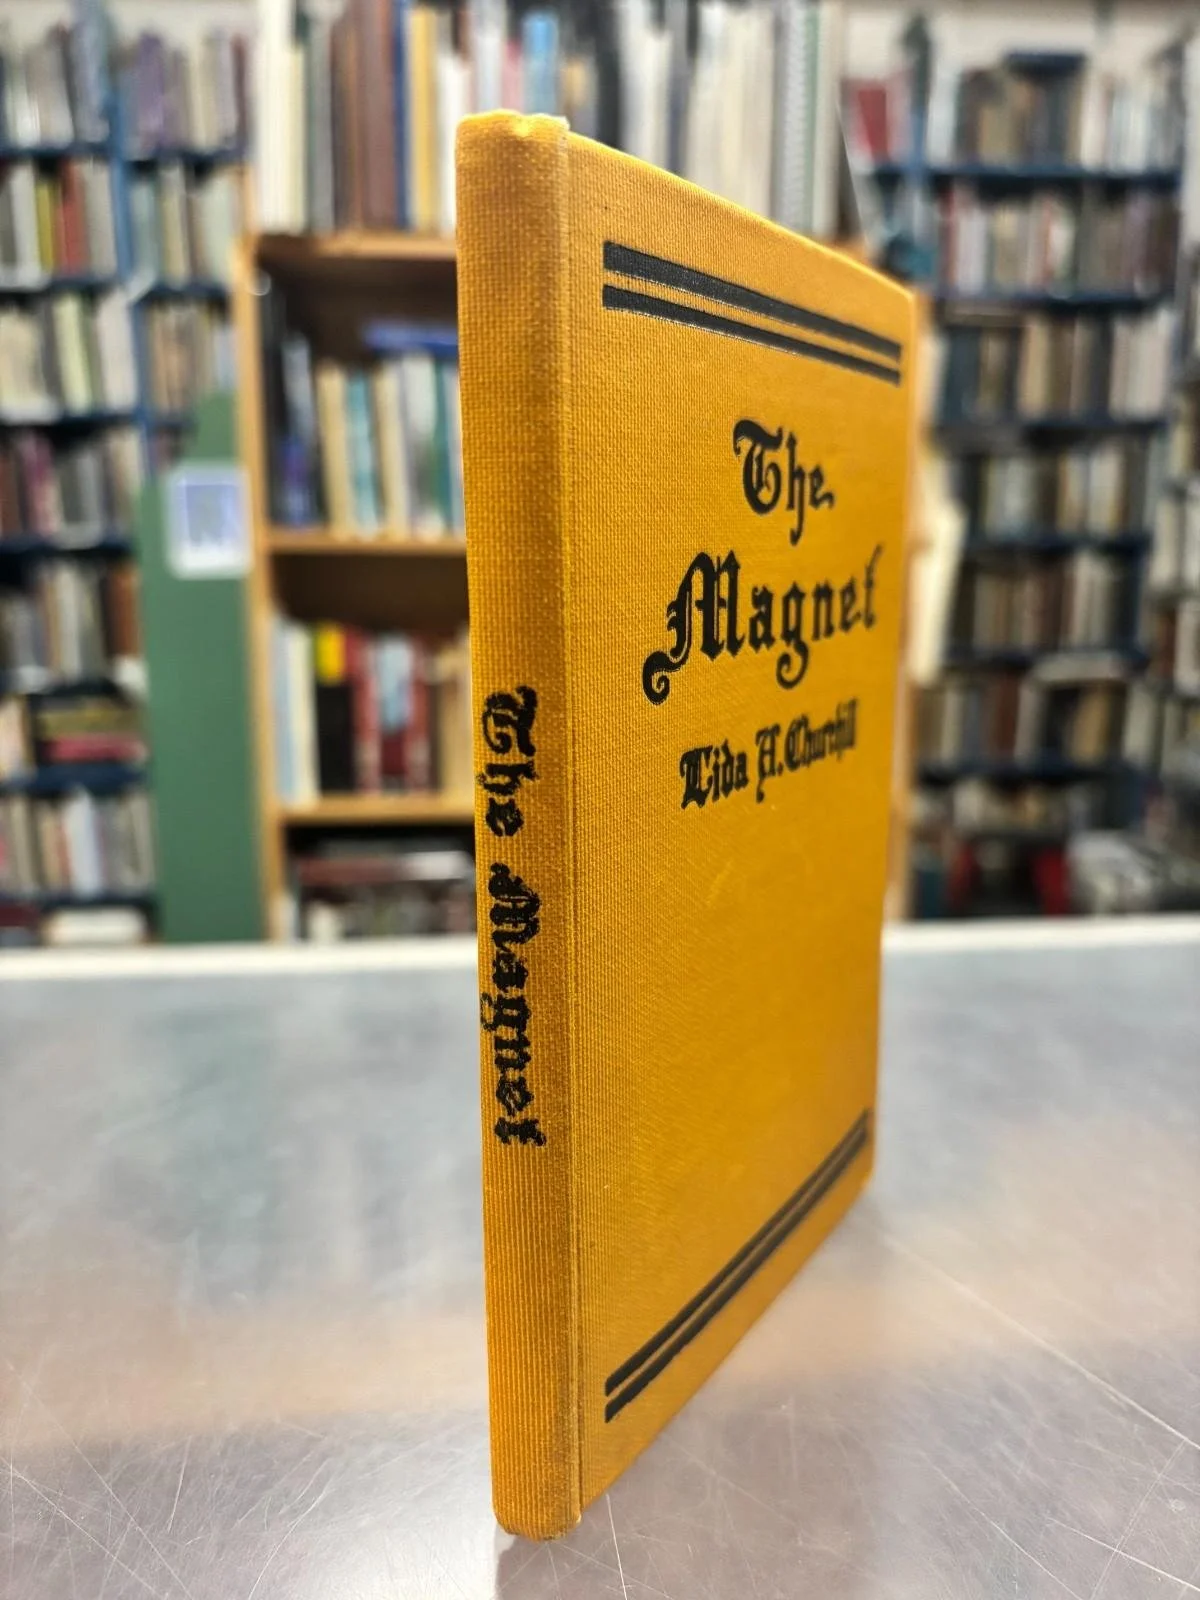 The
Magnet
Lida A. Churchill
The Magnet